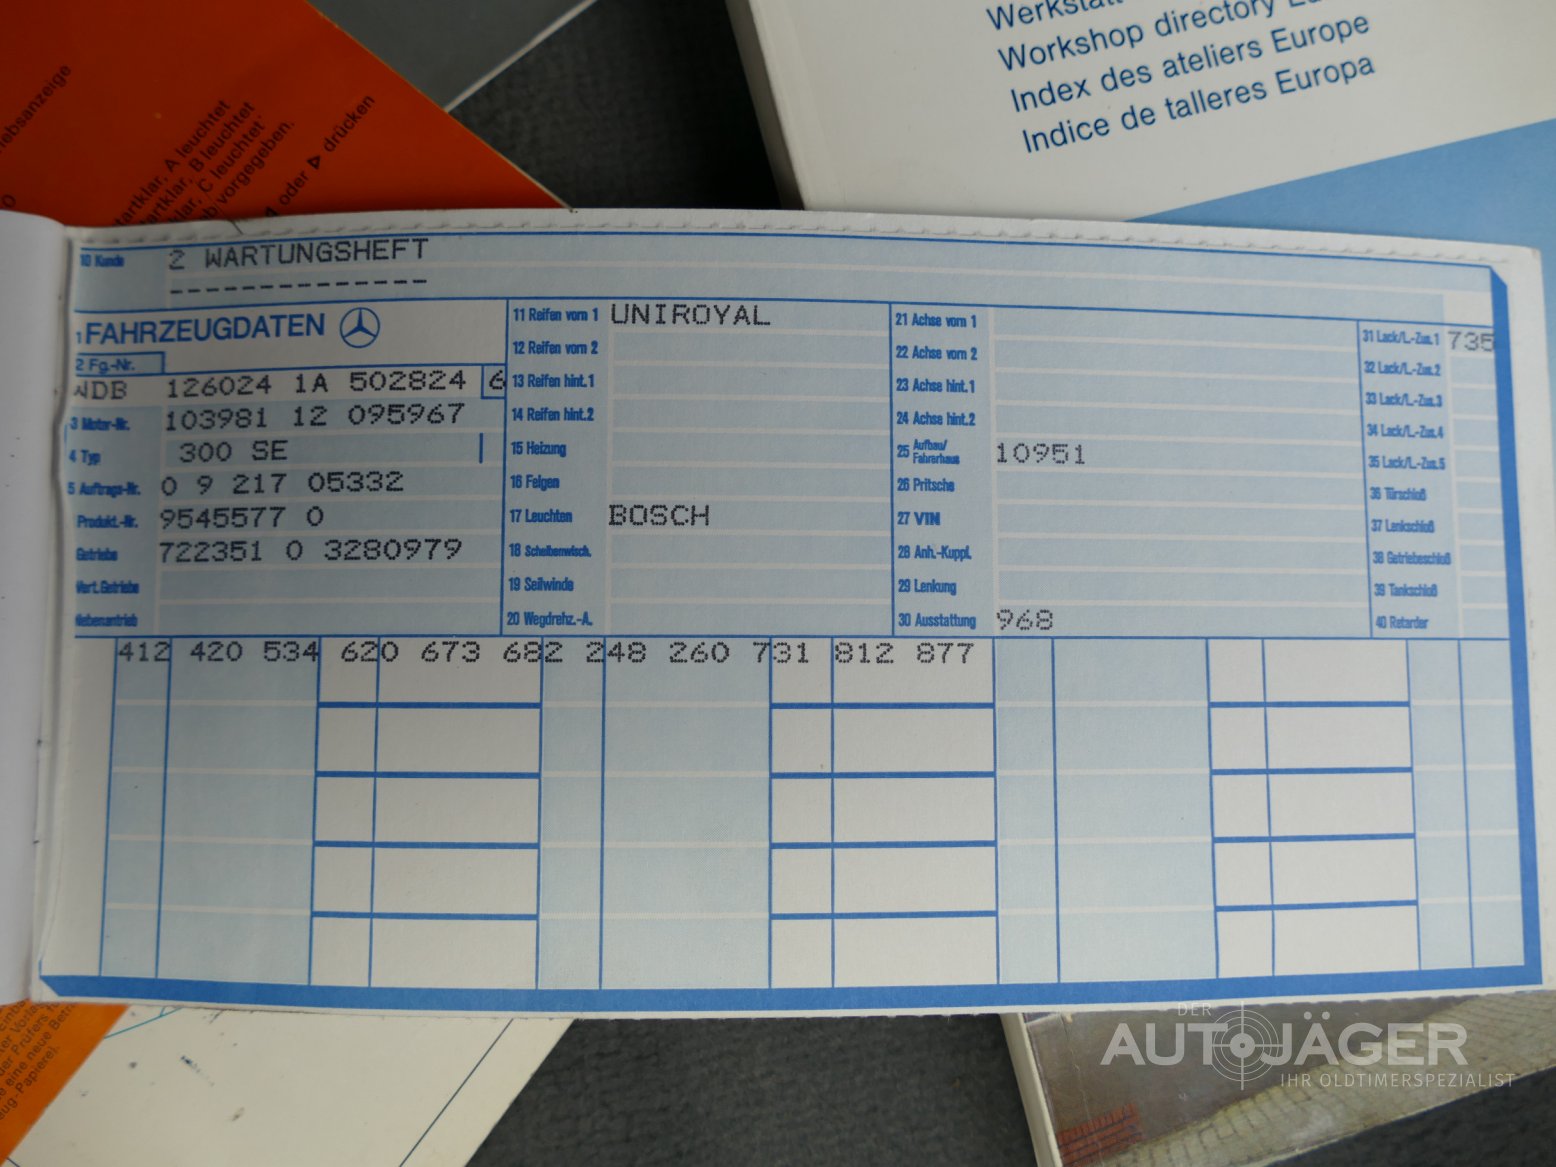 Workshop directory
Index des ateliers Europe
Indice de talleres Europa
leuchtet
B leuchtet
C leuchtet
vorgegeben.
oder ▷ drücken
10 Kunde 2 WARTUNGSHEFT
--------------
1 FAHRZEUGDATEN
2 Fg.-Nr.
WDB 126024 1A 502824 6
3 Motor-Nr. 103981 12 095967
4 Typ 300 SE
5 Auftrags-Nr. 0 9 217 05332
Produkt.-Nr. 9545577 0
Getriebe 722351 0 3280979
Vert.Getriebe
Nebenantrieb
11 Reifen vorn 1 UNIROYAL
12 Reifen vorn 2
13 Reifen hint.1
14 Reifen hint.2
15 Heizung
16 Felgen
17 Leuchten BOSCH
18 Scheibenwisch.
19 Seilwinde
20 Wegdrehz.-A.
21 Achse vorn 1
22 Achse vorn 2
23 Achse hint.1
24 Achse hint.2
25 Aufbau/ Fahrerhaus 10951
26 Pritsche
27 VIN
28 Anh.-Kuppl.
29 Lenkung
30 Ausstattung 968
31 Lack/L.-Zus.1 735
32 Lack/L.-Zus.2
33 Lack/L.-Zus.3
34 Lack/L.-Zus.4
35 Lack/L.-Zus.5
36 Türschloß
37 Lenkschloß
38 Getriebeschloß
39 Tankschloß
40 Retarder
412 420 534 620 673 682 248 260 731 812 877
DER
AUTOJÄGER
IHR OLDTIMERSPEZIALIST